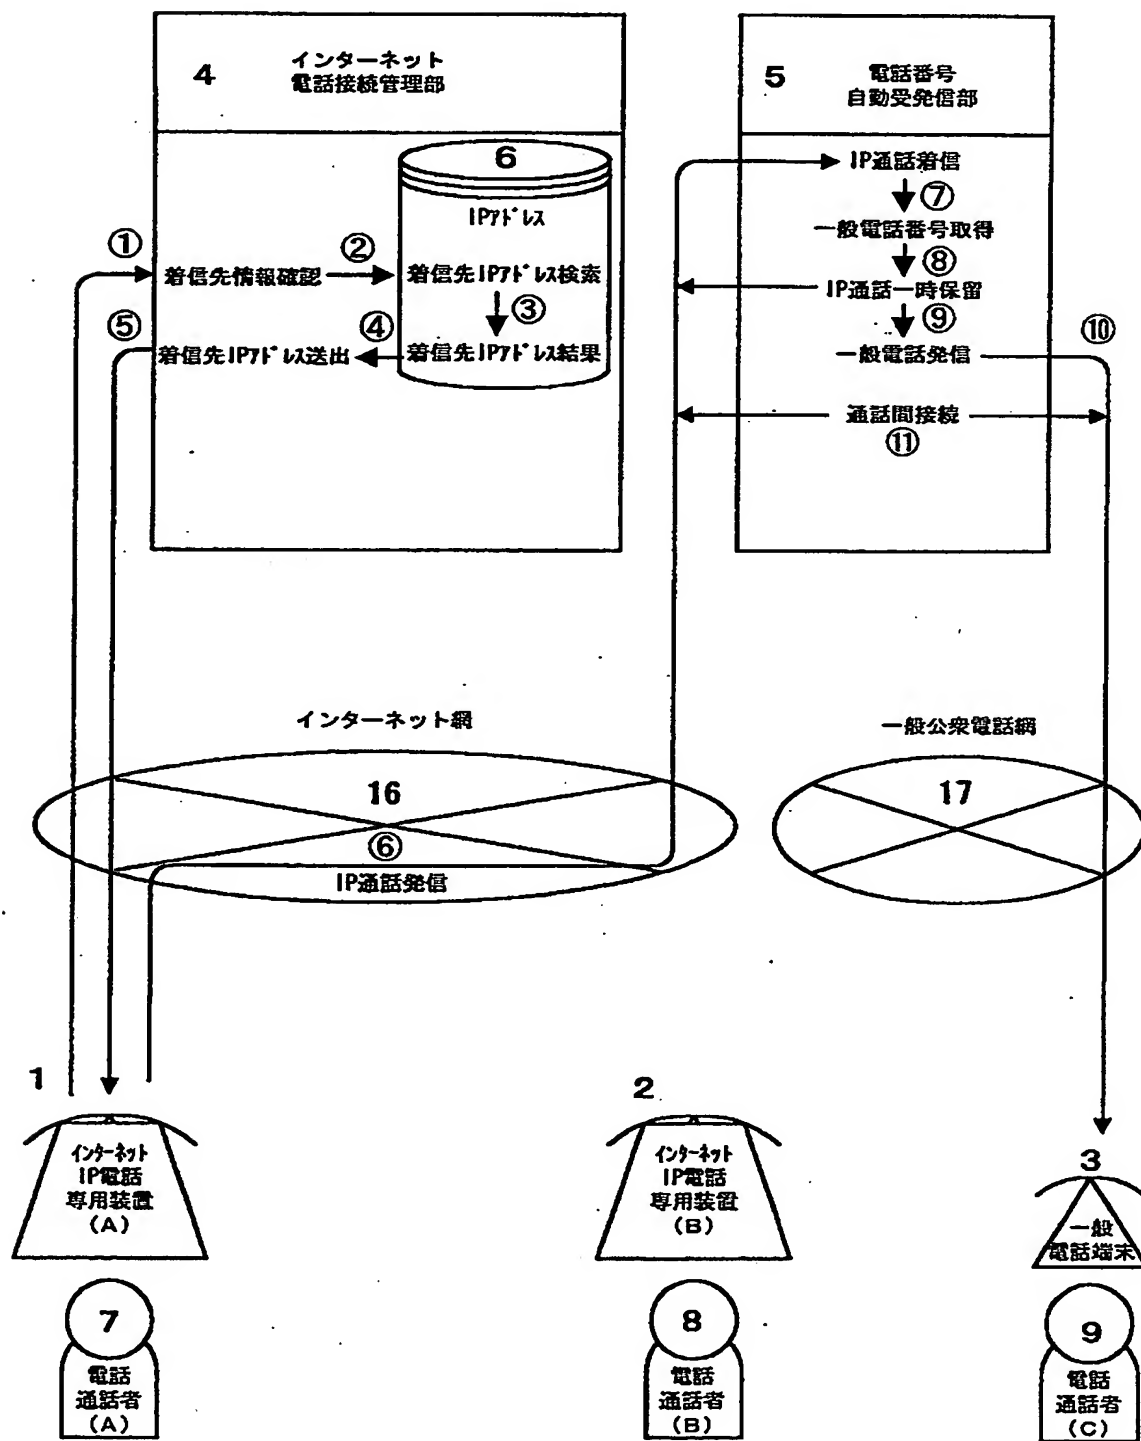 4
インターネット
電話接続管理部
6
IPアドレス
①
着信先情報確認
②
着信先IPアドレス検索
③
⑤
着信先IPアドレス送出
④
着信先IPアドレス結果
5
電話番号
自動受発信部
IP通話着信
⑦
一般電話番号取得
⑧
IP通話一時保留
⑨
一般電話発信
⑩
通話間接続
⑪
インターネット網
16
⑥
IP通話発信
一般公衆電話網
17
1
インターネット
IP電話
専用装置
(A)
2
インターネット
IP電話
専用装置
(B)
3
一般
電話端末
7
電話
通話者
(A)
8
電話
通話者
(B)
9
電話
通話者
(C)